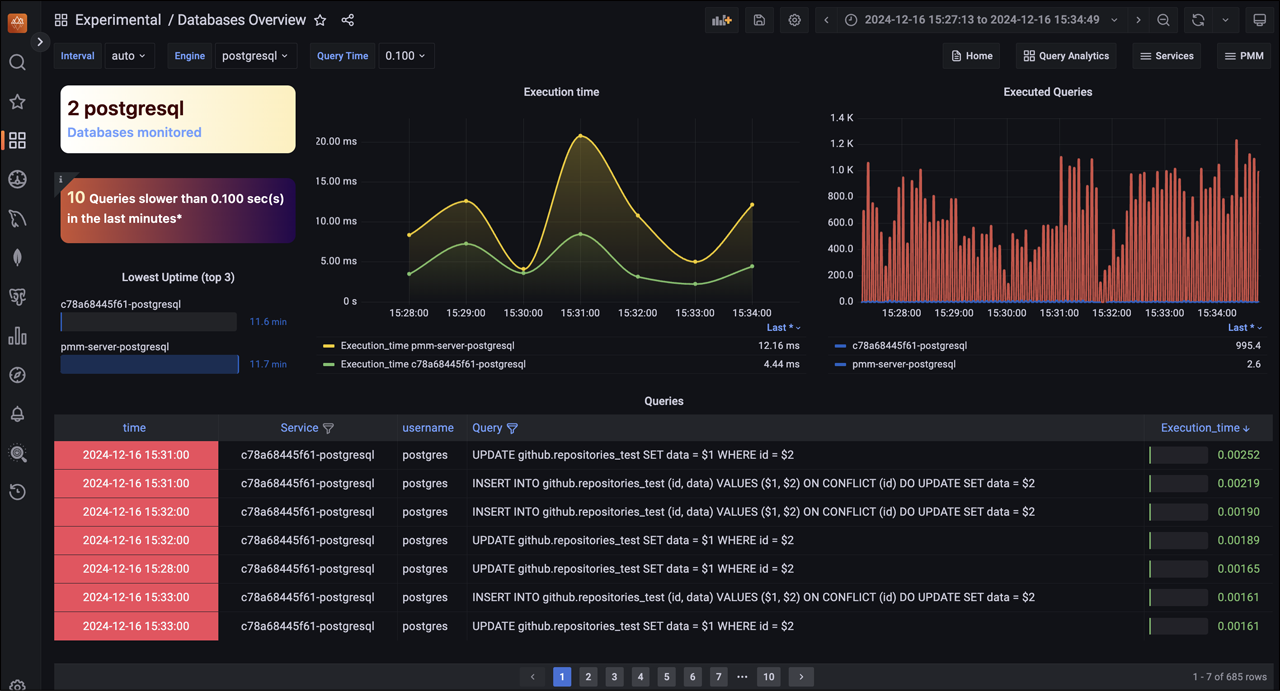 Experimental / Databases Overview
2024-12-16 15:27:13 to 2024-12-16 15:34:49
Interval auto Engine postgresql Query Time 0.100
Home Query Analytics Services PMM
2 postgresql
Databases monitored
i
10 Queries slower than 0.100 sec(s)
in the last minutes*
Lowest Uptime (top 3)
c78a68445f61-postgresql
11.6 min
pmm-server-postgresql
11.7 min
Execution time
20.00 ms
15.00 ms
10.00 ms
5.00 ms
0 s
15:28:00 15:29:00 15:30:00 15:31:00 15:32:00 15:33:00 15:34:00
Last *
Execution_time pmm-server-postgresql 12.16 ms
Execution_time c78a68445f61-postgresql 4.44 ms
Executed Queries
1.4 K
1.2 K
1.0 K
800.0
600.0
400.0
200.0
0.0
15:28:00 15:29:00 15:30:00 15:31:00 15:32:00 15:33:00 15:34:00
Last *
c78a68445f61-postgresql 995.4
pmm-server-postgresql 2.6
Queries
time Service username Query Execution_time
2024-12-16 15:31:00 c78a68445f61-postgresql postgres UPDATE github.repositories_test SET data = $1 WHERE id = $2 0.00252
2024-12-16 15:31:00 c78a68445f61-postgresql postgres INSERT INTO github.repositories_test (id, data) VALUES ($1, $2) ON CONFLICT (id) DO UPDATE SET data = $2 0.00219
2024-12-16 15:32:00 c78a68445f61-postgresql postgres INSERT INTO github.repositories_test (id, data) VALUES ($1, $2) ON CONFLICT (id) DO UPDATE SET data = $2 0.00190
2024-12-16 15:32:00 c78a68445f61-postgresql postgres UPDATE github.repositories_test SET data = $1 WHERE id = $2 0.00189
2024-12-16 15:28:00 c78a68445f61-postgresql postgres UPDATE github.repositories_test SET data = $1 WHERE id = $2 0.00165
2024-12-16 15:33:00 c78a68445f61-postgresql postgres INSERT INTO github.repositories_test (id, data) VALUES ($1, $2) ON CONFLICT (id) DO UPDATE SET data = $2 0.00161
2024-12-16 15:33:00 c78a68445f61-postgresql postgres UPDATE github.repositories_test SET data = $1 WHERE id = $2 0.00161
1 2 3 4 5 6 7 ··· 10
1 - 7 of 685 rows